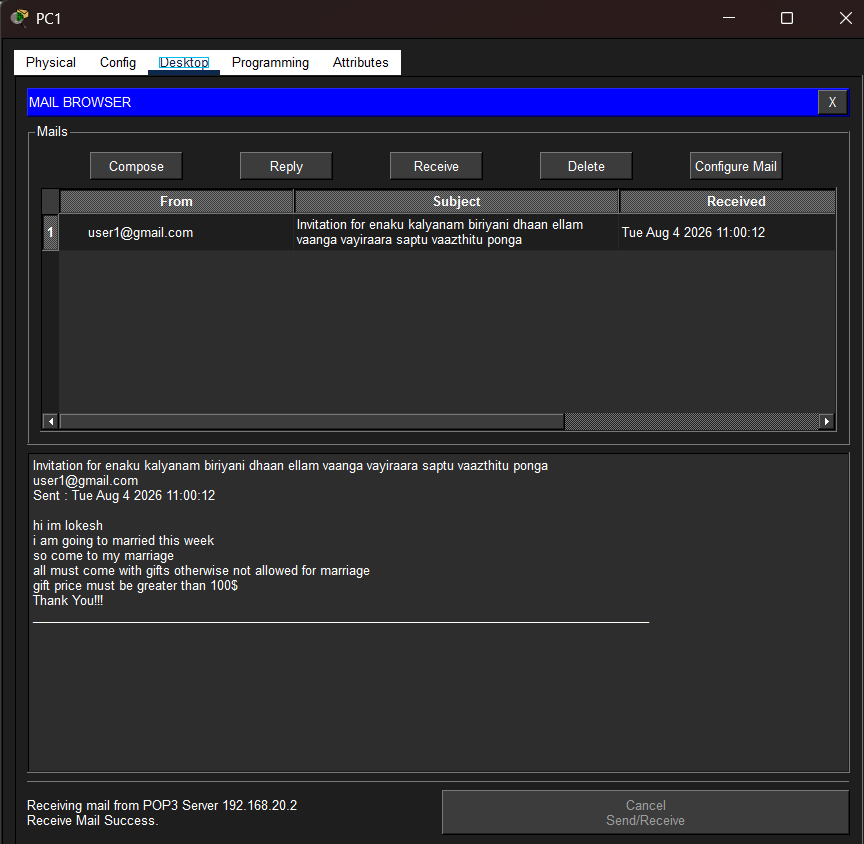 PC1
Physical Config Desktop Programming Attributes
MAIL BROWSER X
Mails
Compose Reply Receive Delete Configure Mail
From Subject Received
1 user1@gmail.com Invitation for enaku kalyanam biriyani dhaan ellam vaanga vayiraara saptu vaazthitu ponga Tue Aug 4 2026 11:00:12
Invitation for enaku kalyanam biriyani dhaan ellam vaanga vayiraara saptu vaazthitu ponga
user1@gmail.com
Sent : Tue Aug 4 2026 11:00:12
hi im lokesh
i am going to married this week
so come to my marriage
all must come with gifts otherwise not allowed for marriage
gift price must be greater than 100$
Thank You!!!
Receiving mail from POP3 Server 192.168.20.2
Receive Mail Success.
Cancel
Send/Receive